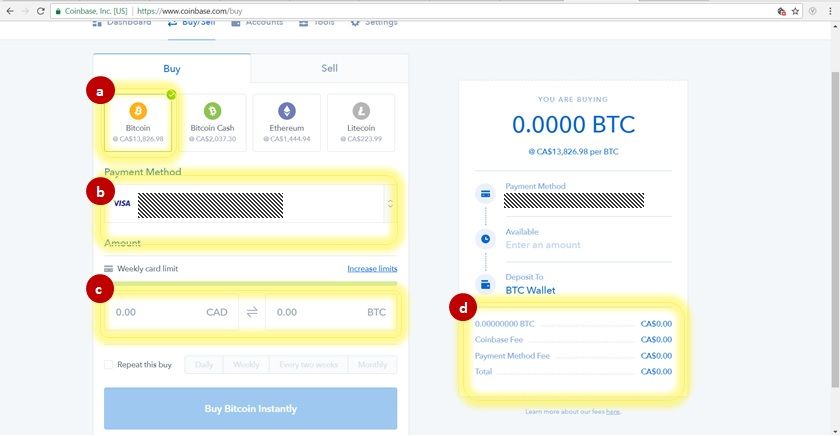 Coinbase, Inc. [US] https://www.coinbase.com/buy
Dashboard Buy/Sell Accounts Tools Settings
Buy Sell
a
Bitcoin Bitcoin Cash Ethereum Litecoin
@ CA$13,826.98 @ CA$2,037.30 @ CA$1,444.94 @ CA$223.99
Payment Method
b
VISA
Amount
Weekly card limit Increase limits
c
0.00 CAD 0.00 BTC
Repeat this buy Daily Weekly Every two weeks Monthly
Buy Bitcoin Instantly
YOU ARE BUYING
0.0000 BTC
@ CA$13,826.98 per BTC
Payment Method
Available
Enter an amount
Deposit To
BTC Wallet
d
0.00000000 BTC CA$0.00
Coinbase Fee CA$0.00
Payment Method Fee CA$0.00
Total CA$0.00
Learn more about our fees here.